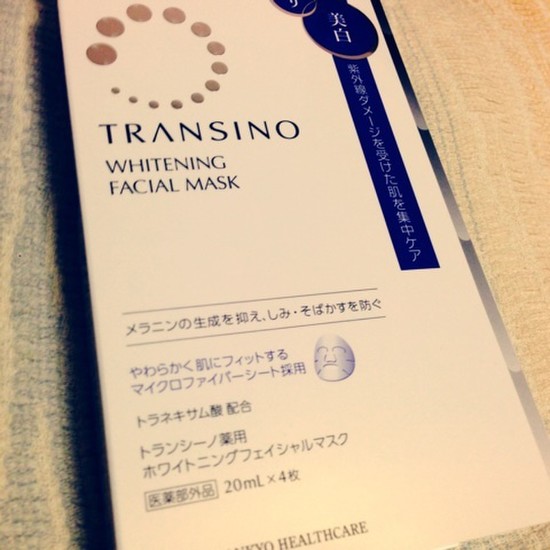 リ
美白
紫外線ダメージを受けた肌を集中ケア
TRANSINO
WHITENING
FACIAL MASK
メラニンの生成を抑え、しみ・そばかすを防ぐ
やわらかく肌にフィットする
マイクロファイバーシート採用
トラネキサム酸 配合
トランシーノ薬用
ホワイトニングフェイシャルマスク
医薬部外品 20mL×4枚
HEALTHCARE